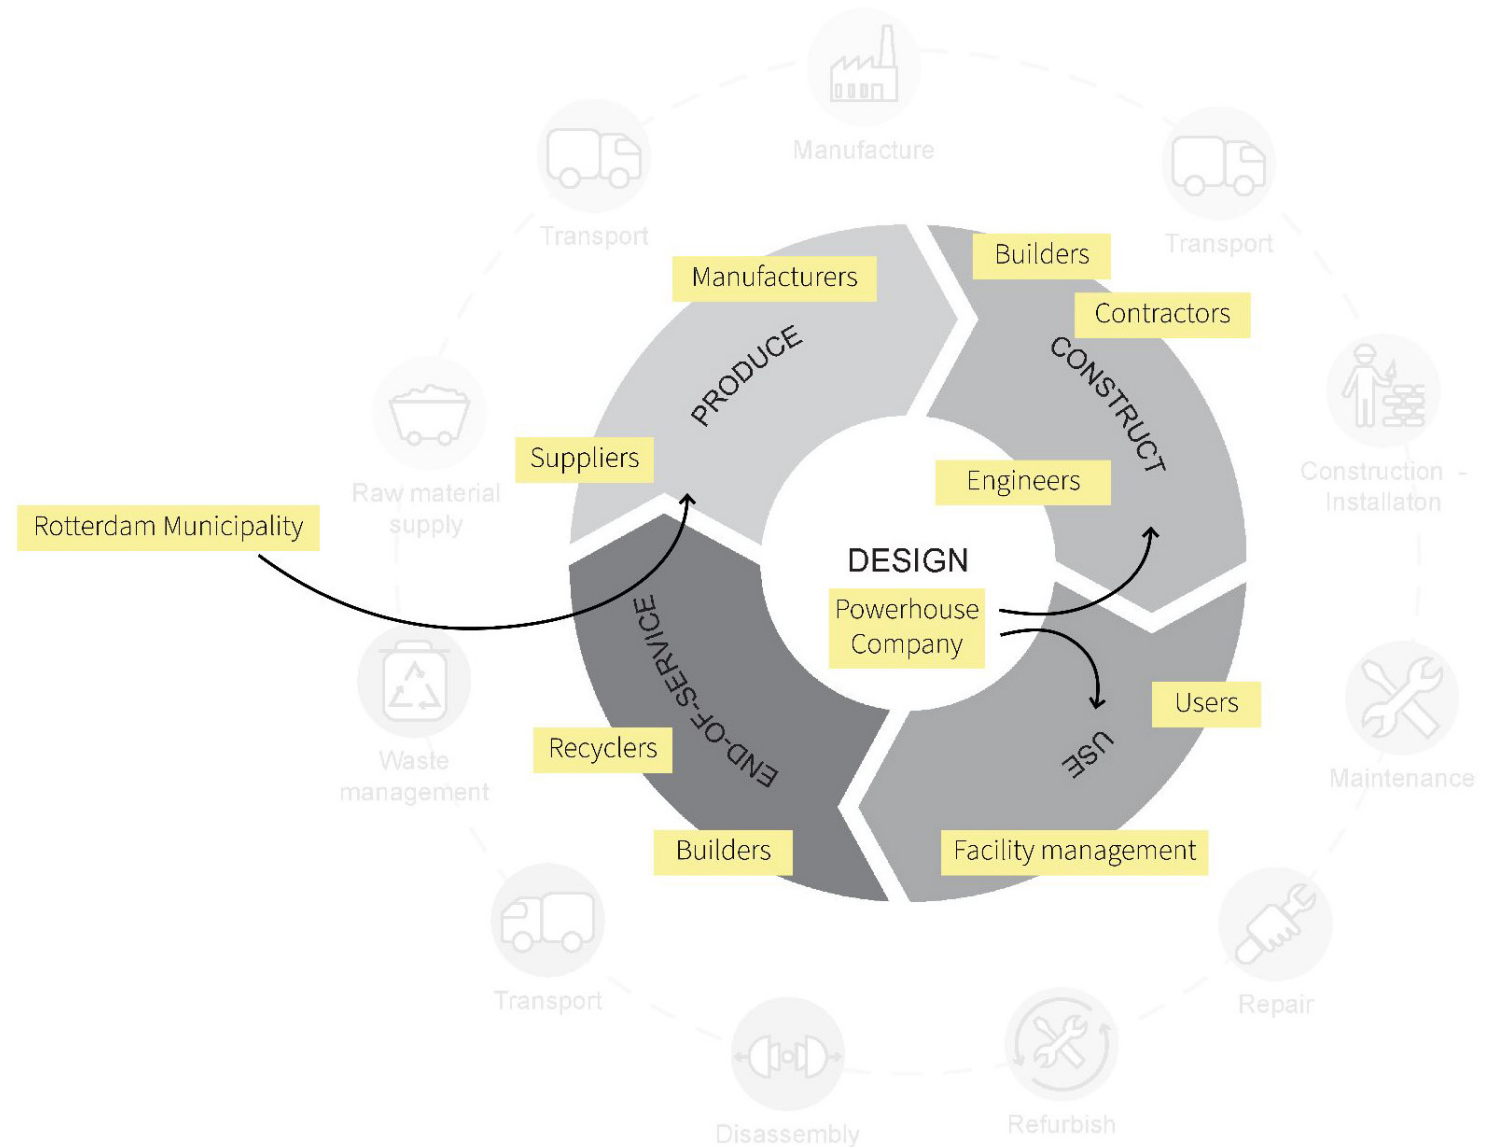 Manufacture
Transport
Transport
Builders
Manufacturers
Contractors
PRODUCE
CONSTRUCT
Suppliers
Engineers
Raw material
supply
Construction -
Installaton
Rotterdam Municipality
DESIGN
Powerhouse
Company
END-OF-SERVICE
Users
USE
Recyclers
Waste
management
Maintenance
Builders
Facility management
Transport
Repair
Disassembly
Refurbish